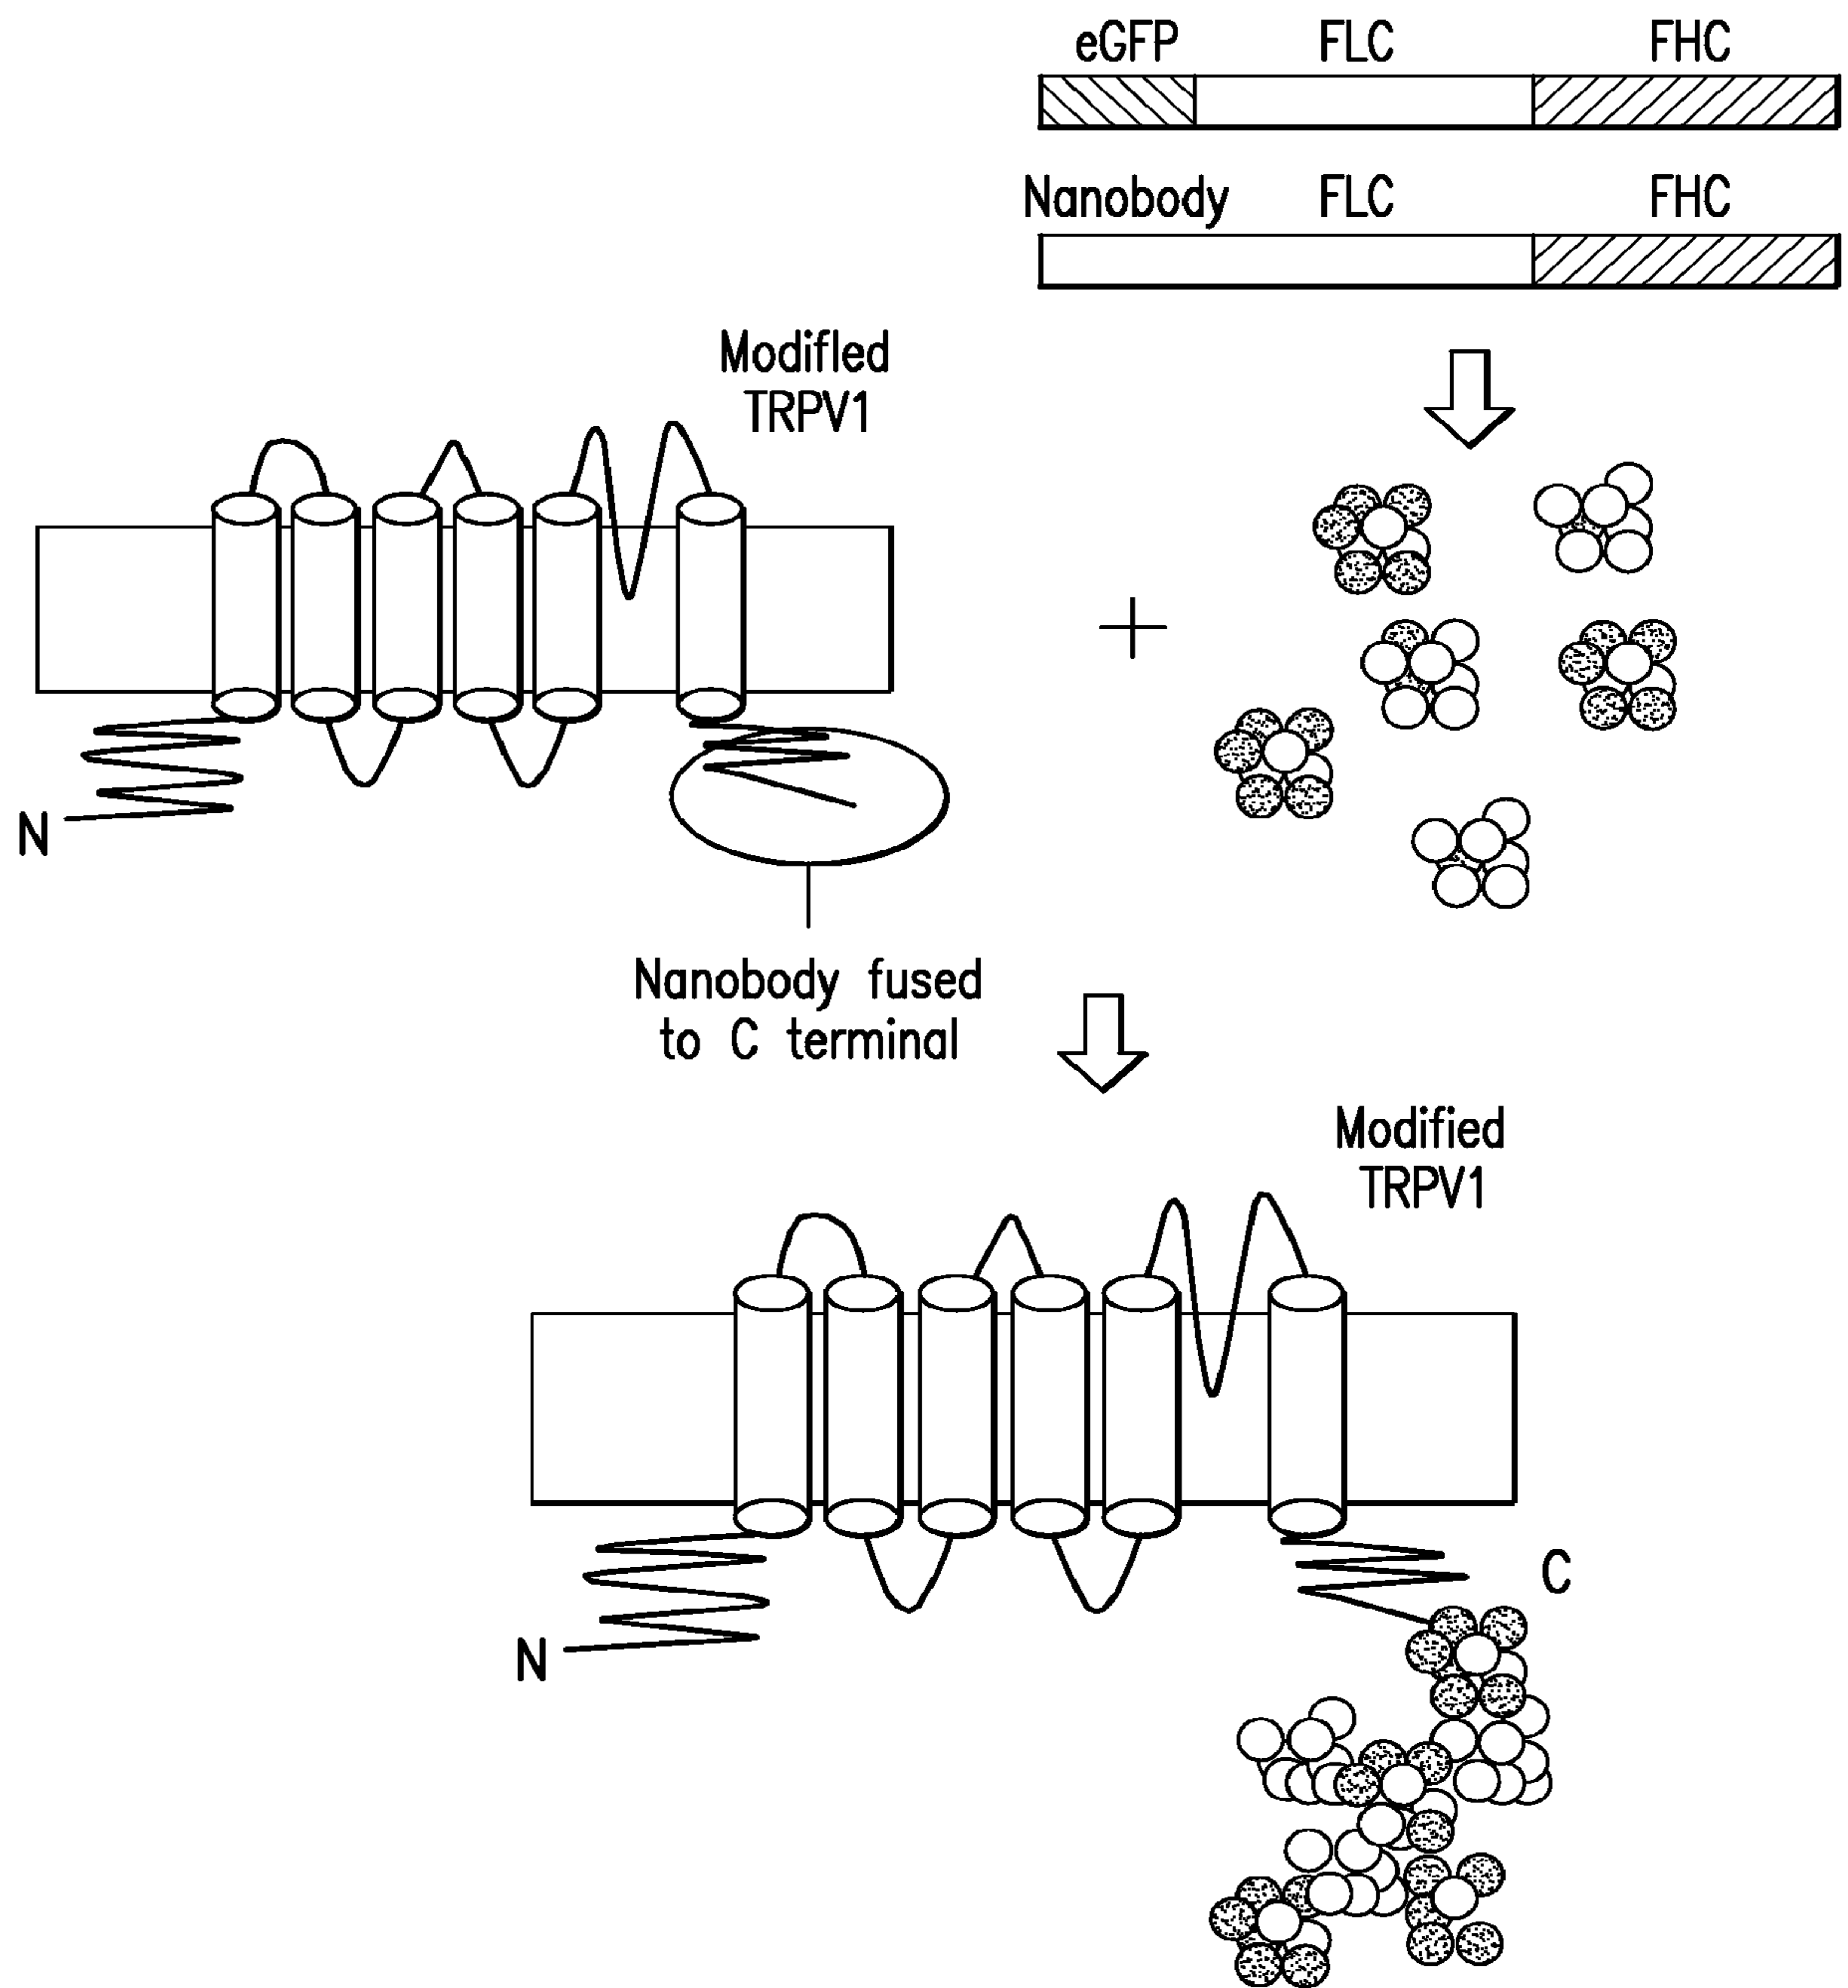 eGFP FLC FHC
Nanobody FLC FHC
Modifled
TRPV1
N
Nanobody fused
to C terminal
Modified
TRPV1
C
N